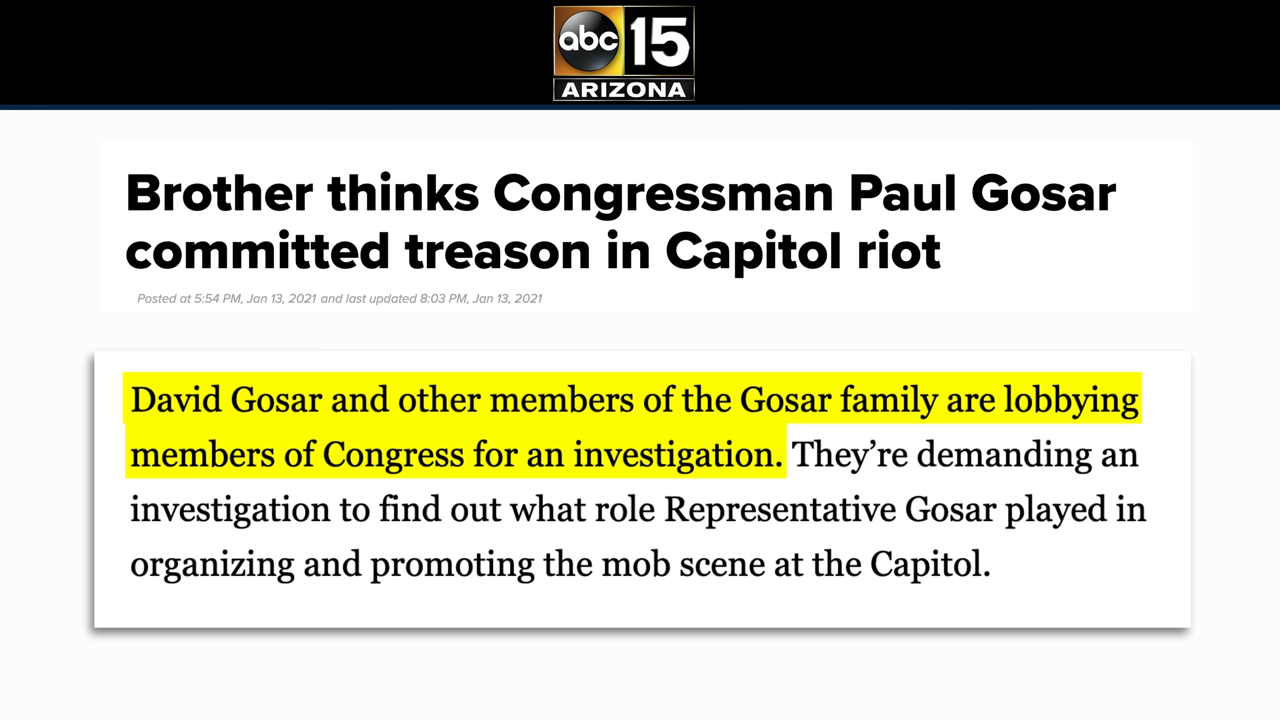 abc 15
ARIZONA
Brother thinks Congressman Paul Gosar
committed treason in Capitol riot
Posted at 5:54 PM, Jan 13, 2021 and last updated 8:03 PM, Jan 13, 2021
David Gosar and other members of the Gosar family are lobbying
members of Congress for an investigation. They’re demanding an
investigation to find out what role Representative Gosar played in
organizing and promoting the mob scene at the Capitol.